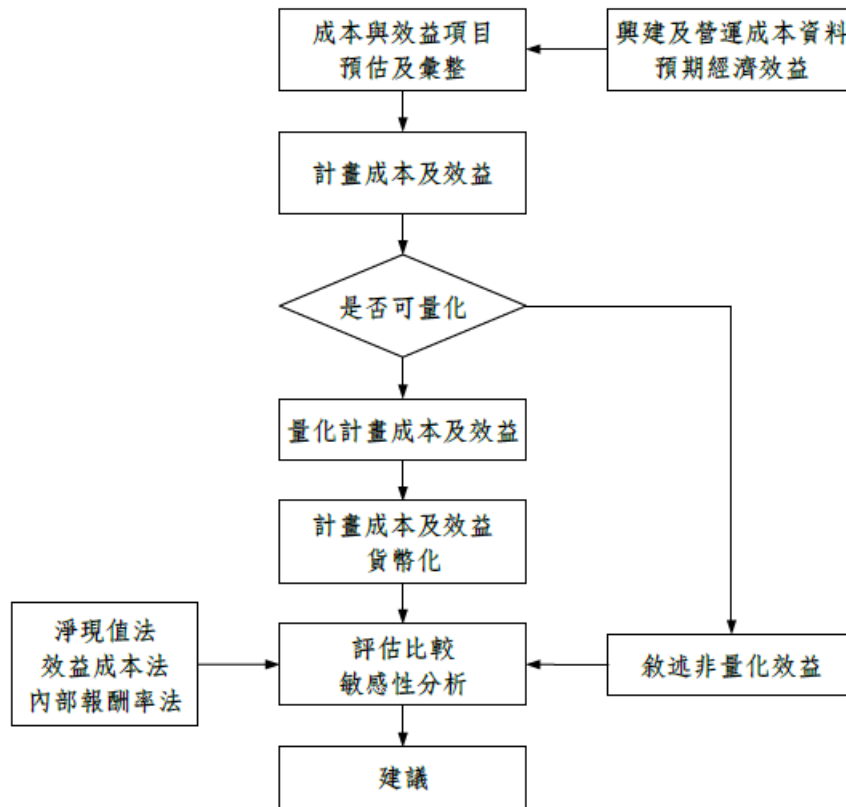 成本與效益項目
預估及彙整
興建及營運成本資料
預期經濟效益
計畫成本及效益
是否可量化
量化計畫成本及效益
計畫成本及效益
貨幣化
淨現值法
效益成本法
內部報酬率法
評估比較
敏感性分析
敘述非量化效益
建議